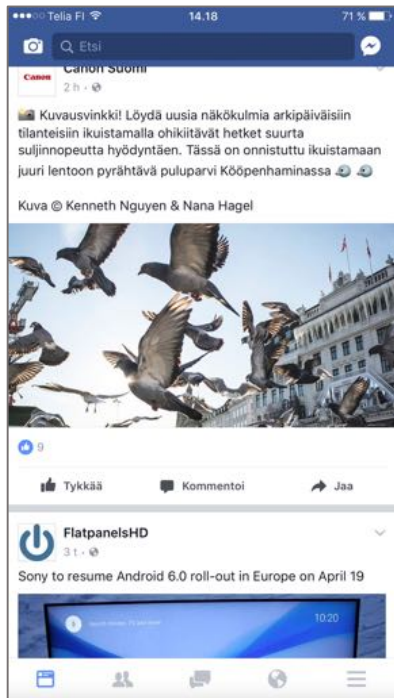 Telia FI 14.18 71 %
Etsi
Canon
Canon Suomi
2 h
Kuvausvinkki! Löydä uusia näkökulmia arkipäiväisiin
tilanteisiin ikuistamalla ohikiitävät hetket suurta
suljinnopeutta hyödyntäen. Tässä on onnistuttu ikuistamaan
juuri lentoon pyrähtävä puluparvi Kööpenhaminassa
Kuva © Kenneth Nguyen & Nana Hagel
9
Tykkää Kommentoi Jaa
FlatpanelsHD
3 t.
Sony to resume Android 6.0 roll-out in Europe on April 19
10:20